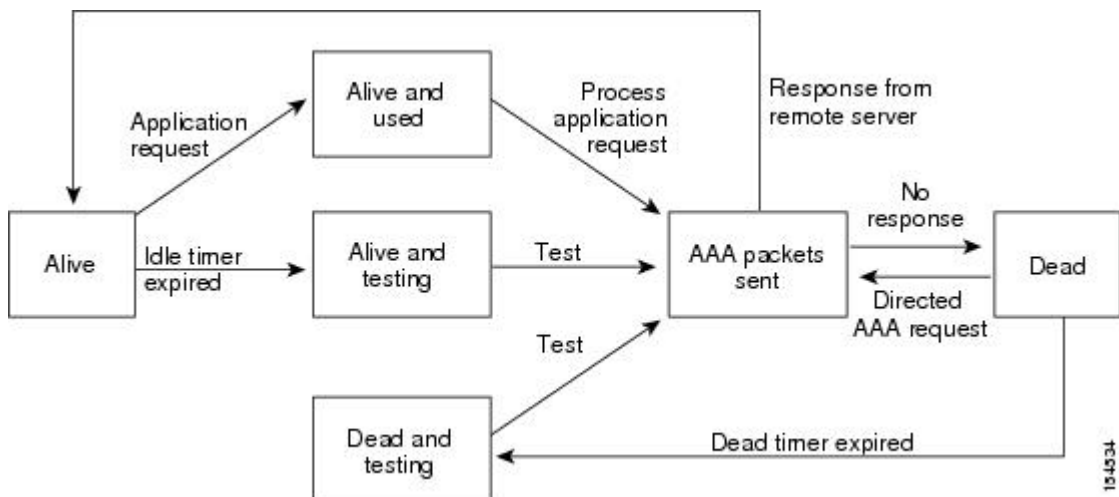 Alive and
used
Process
application
request
Response from
remote server
Application
request
No
response
Alive
Idle timer
expired
Alive and
testing
Test
AAA packets
sent
Dead
Directed
AAA request
Test
Dead and
testing
Dead timer expired
154534